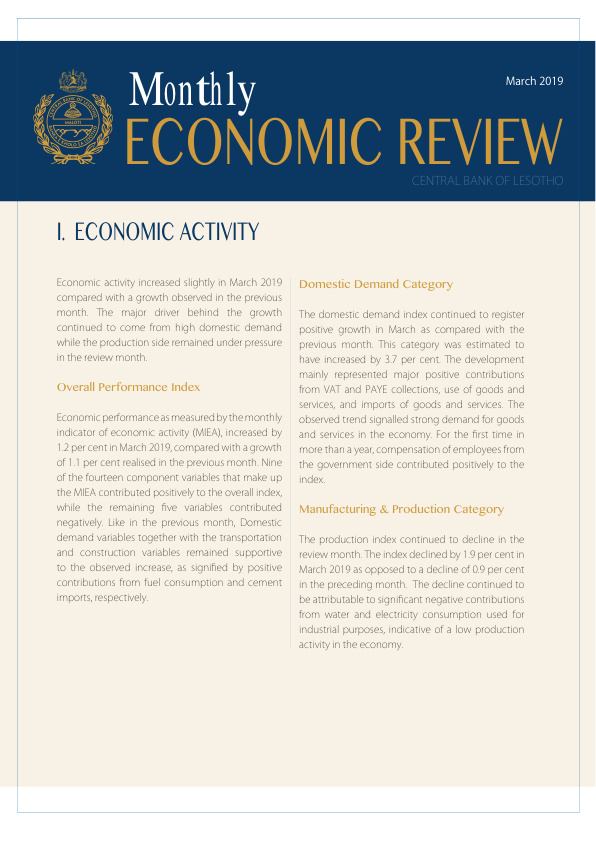 Monthly
March 2019
ECONOMIC REVIEW
CENTRAL BANK OF LESOTHO
CENTRAL BANK OF LESOTHO
MALOTI
I. ECONOMIC ACTIVITY
Economic activity increased slightly in March 2019
compared with a growth observed in the previous
month. The major driver behind the growth
continued to come from high domestic demand
while the production side remained under pressure
in the review month.
Overall Performance Index
Economic performance as measured by the monthly
indicator of economic activity (MIEA), increased by
1.2 per cent in March 2019, compared with a growth
of 1.1 per cent realised in the previous month. Nine
of the fourteen component variables that make up
the MIEA contributed positively to the overall index,
while the remaining five variables contributed
negatively. Like in the previous month, Domestic
demand variables together with the transportation
and construction variables remained supportive
to the observed increase, as signified by positive
contributions from fuel consumption and cement
imports, respectively.
Domestic Demand Category
The domestic demand index continued to register
positive growth in March as compared with the
previous month. This category was estimated to
have increased by 3.7 per cent. The development
mainly represented major positive contributions
from VAT and PAYE collections, use of goods and
services, and imports of goods and services. The
observed trend signalled strong demand for goods
and services in the economy. For the first time in
more than a year, compensation of employees from
the government side contributed positively to the
index.
Manufacturing & Production Category
The production index continued to decline in the
review month. The index declined by 1.9 per cent in
March 2019 as opposed to a decline of 0.9 per cent
in the preceding month. The decline continued to
be attributable to significant negative contributions
from water and electricity consumption used for
industrial purposes, indicative of a low production
activity in the economy.